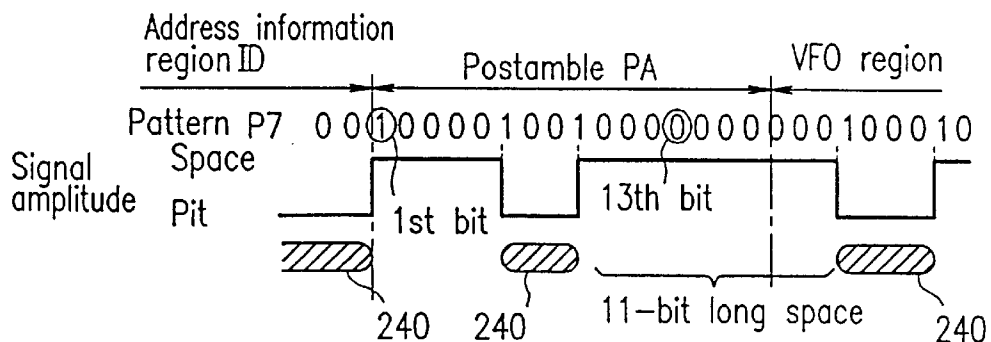 Address information
region ID
Postamble PA
VFO region
Pattern P7 0 0 1 0 0 0 0 1 0 0 1 0 0 0 0 0 0 0 0 0 0 1 0 0 0 1 0
Signal
amplitude
Space
Pit
1st bit
13th bit
11-bit long space
240
240
240